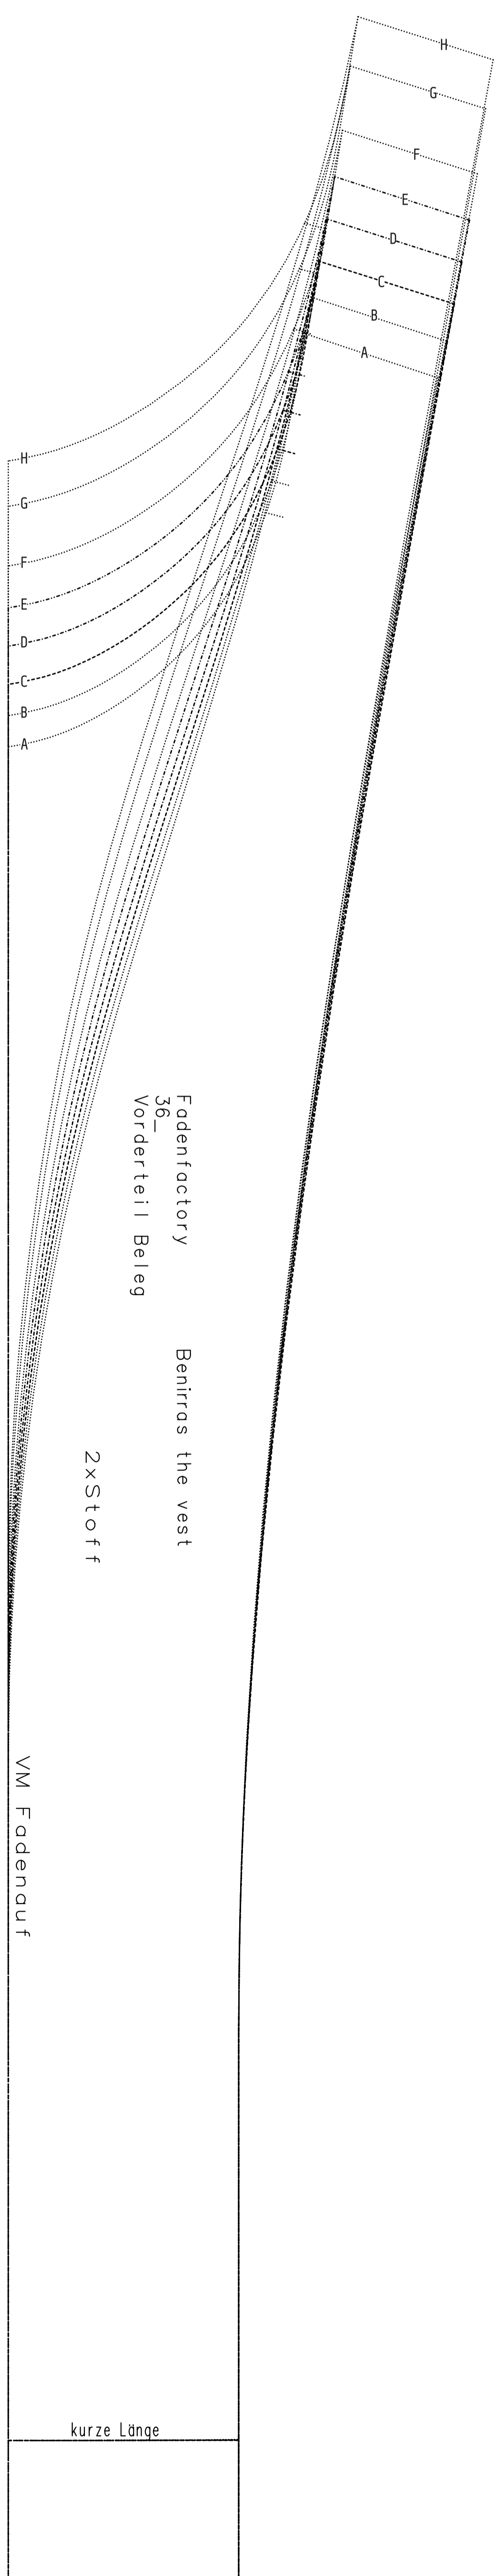 H
G
F
E
D
C
B
A
H
G
F
E
D
C
B
A
Fadenfactory Benirras the vest
36_
Vorderteil Beleg
2xStoff
VM Fadenauf
kurze Länge